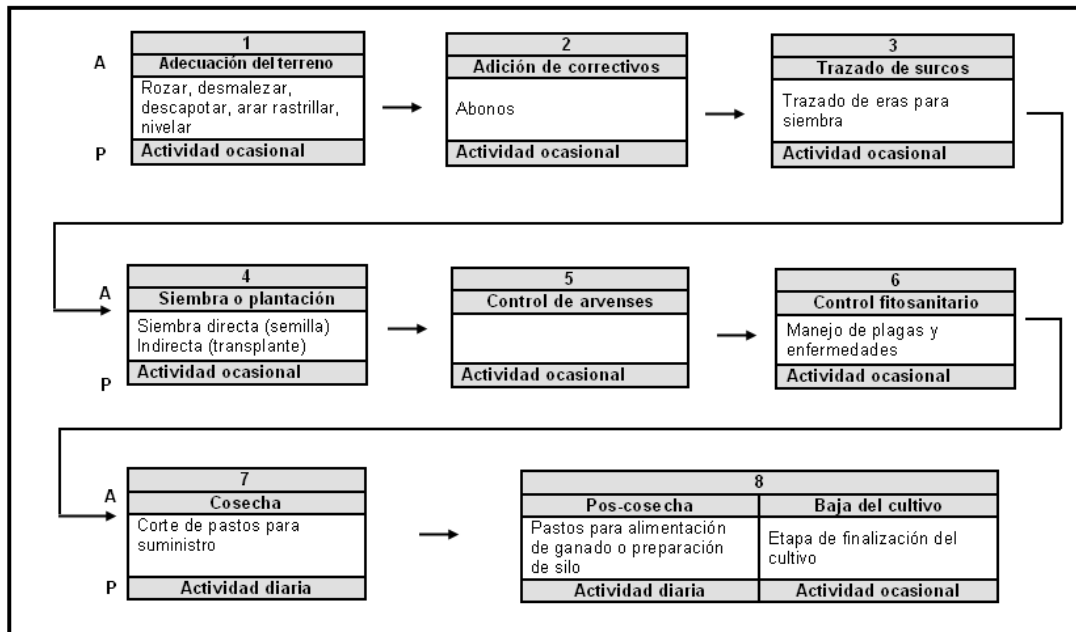 1
Adecuación del terreno
A
Rozar, desmalezar,
descapotar, arar rastrillar,
nivelar
P
Actividad ocasional
2
Adición de correctivos
Abonos
Actividad ocasional
3
Trazado de surcos
Trazado de eras para
siembra
Actividad ocasional
4
A
Siembra o plantación
Siembra directa (semilla)
Indirecta (transplante)
Actividad ocasional
P
5
Control de arvenses
Actividad ocasional
6
Control fitosanitario
Manejo de plagas y
enfermedades
Actividad ocasional
7
A
Cosecha
Corte de pastos para
suministro
P
Actividad diaria
8
Pos-cosecha
Pastos para alimentación
de ganado o preparación
de silo
Actividad diaria
Baja del cultivo
Etapa de finalización del
cultivo
Actividad ocasional